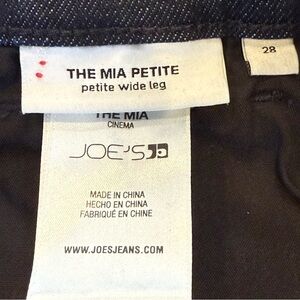 THE MIA PETITE
petite wide leg
28
THE MIA
CINEMA
JOE'S
MADE IN CHINA
HECHO EN CHINA
FABRIQUÉ EN CHINE
WWW.JOESJEANS.COM